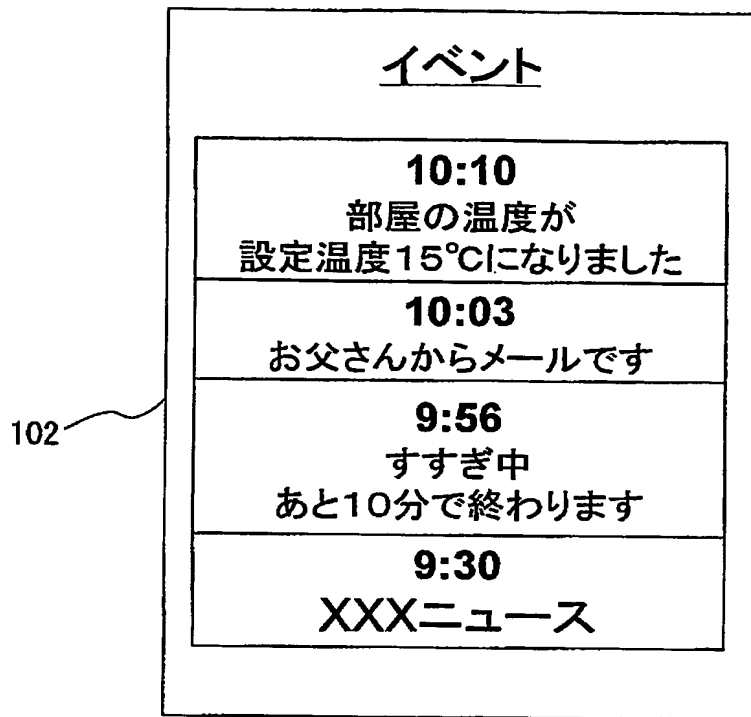 イベント
10:10
部屋の温度が
設定温度15℃になりました
10:03
お父さんからメールです
9:56
すすぎ中
あと10分で終わります
9:30
XXXニュース
102